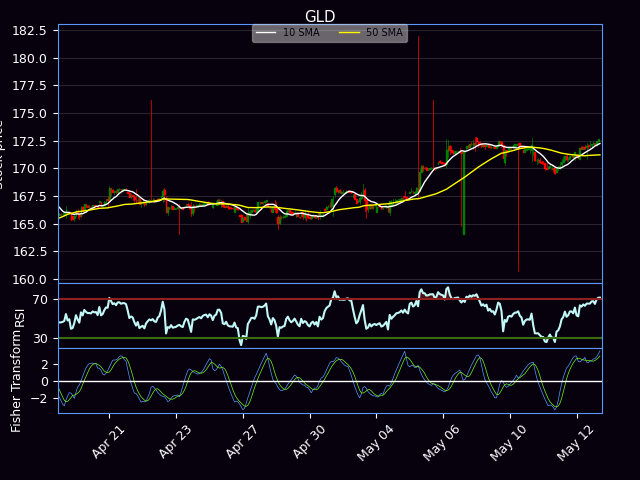 GLD
10 SMA
50 SMA
182.5
180.0
177.5
175.0
172.5
170.0
167.5
165.0
162.5
160.0
Stock price
70
30
RSI
2
0
−2
Fisher Transform
Apr 21
Apr 23
Apr 27
Apr 30
May 04
May 06
May 10
May 12